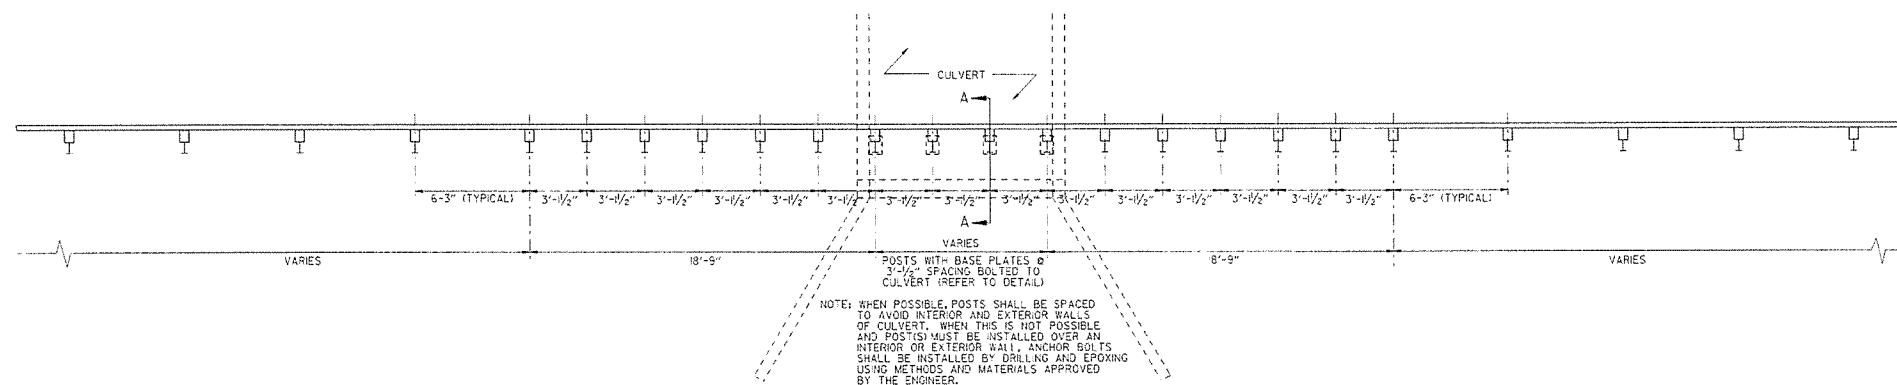 CULVERT
A
6'-3" (TYPICAL) 3'-1½" 3'-1½" 3'-1½" 3'-1½" 3'-1½" 3'-1½" 3'-1½" 3'-1½" 3'-1½" 3'-1½" 3'-1½" 3'-1½" 3'-1½" 3'-1½" 3'-1½" 6'-3" (TYPICAL)
A
VARIES 18'-9" VARIES 18'-9" VARIES
POSTS WITH BASE PLATES @
3'-1½" SPACING BOLTED TO
CULVERT (REFER TO DETAIL)
NOTE: WHEN POSSIBLE, POSTS SHALL BE SPACED
TO AVOID INTERIOR AND EXTERIOR WALLS
OF CULVERT. WHEN THIS IS NOT POSSIBLE
AND POST(S) MUST BE INSTALLED OVER AN
INTERIOR OR EXTERIOR WALL, ANCHOR BOLTS
SHALL BE INSTALLED BY DRILLING AND EPOXING
USING METHODS AND MATERIALS APPROVED
BY THE ENGINEER.